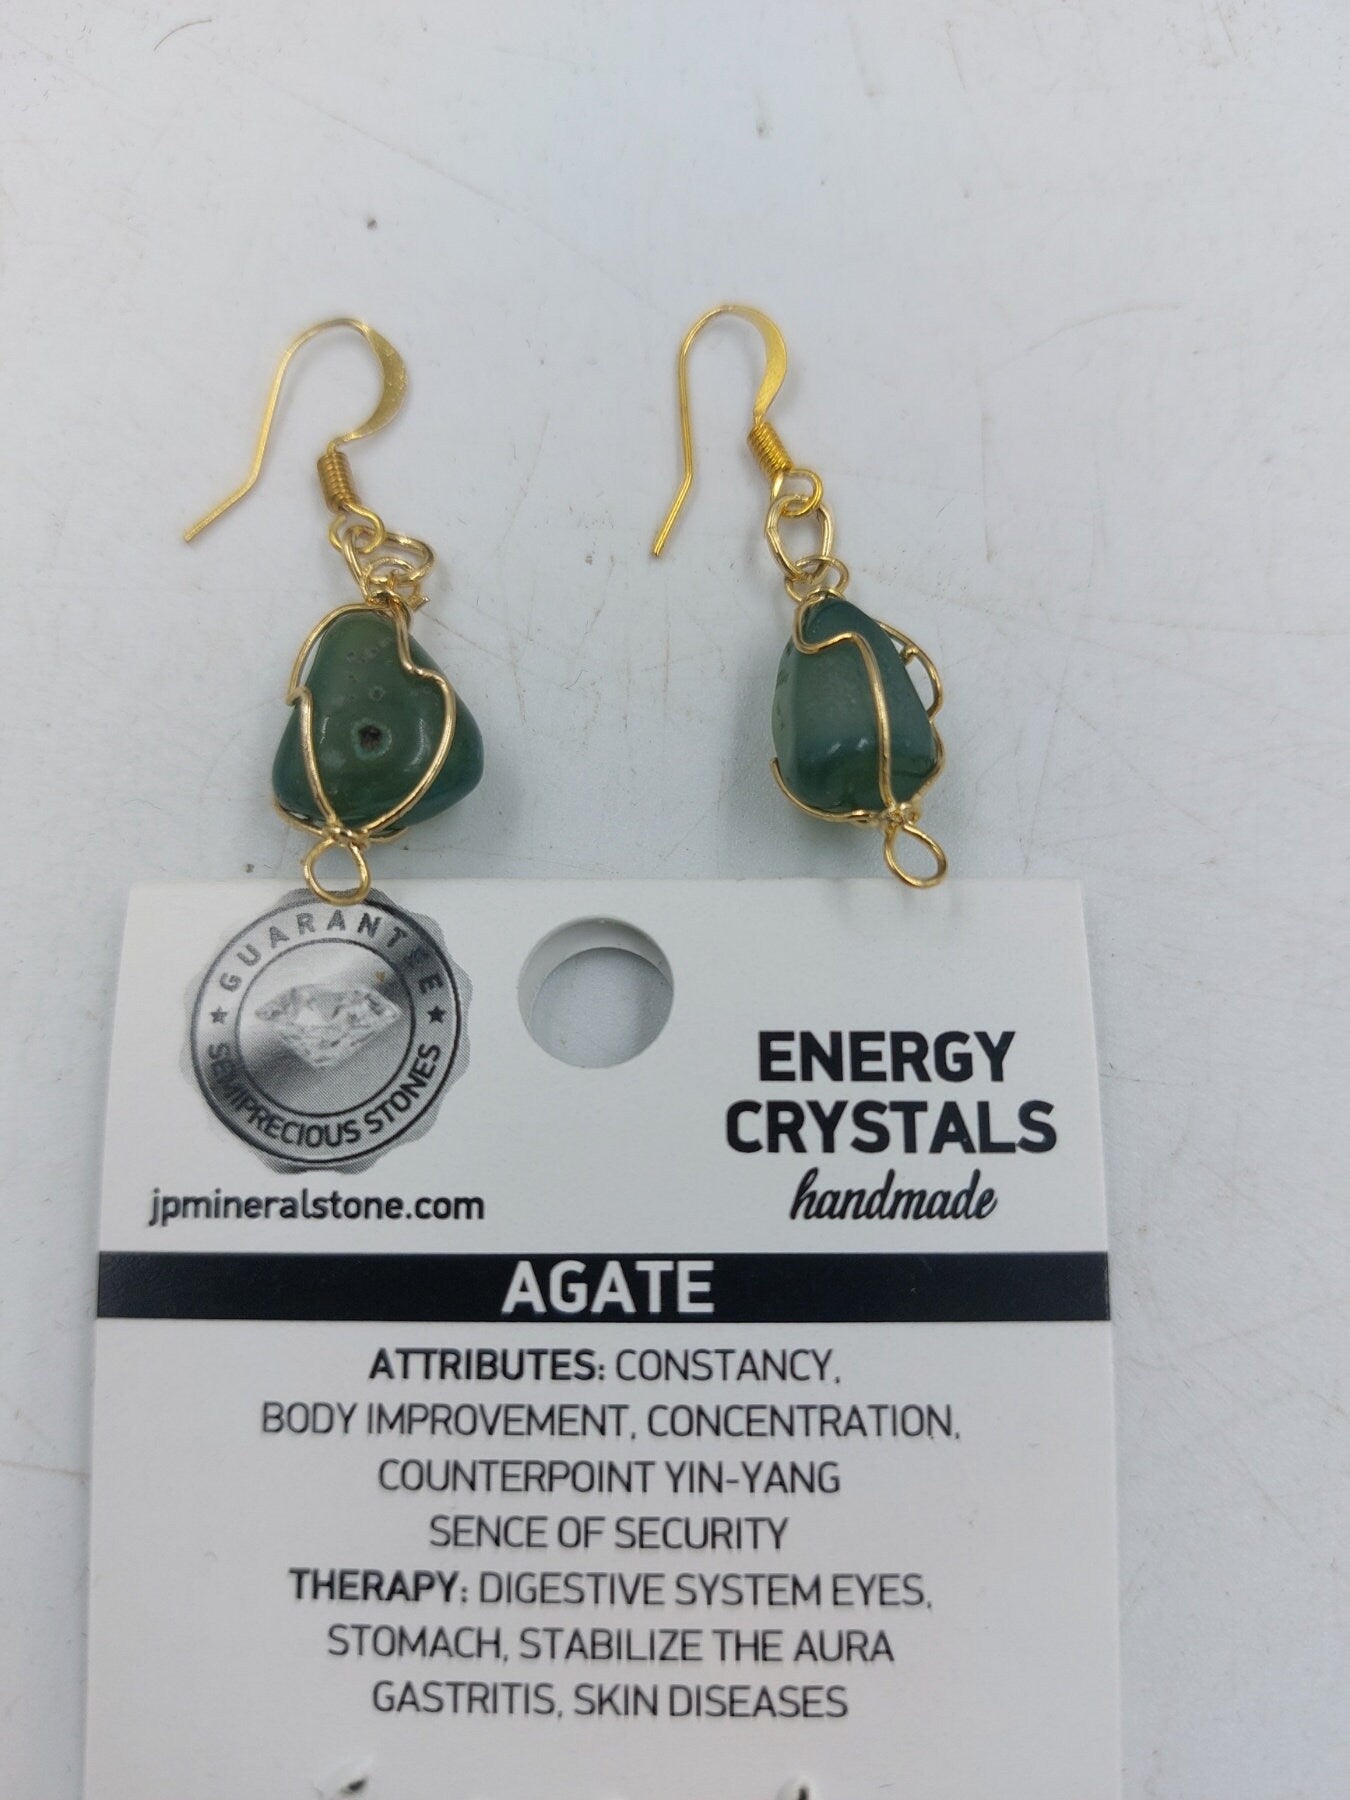 GUARANTEE
SEMIPRECIOUS STONES
jpmineralstone.com
ENERGY
CRYSTALS
handmade
AGATE
ATTRIBUTES: CONSTANCY,
BODY IMPROVEMENT, CONCENTRATION,
COUNTERPOINT YIN-YANG
SENCE OF SECURITY
THERAPY: DIGESTIVE SYSTEM EYES,
STOMACH, STABILIZE THE AURA
GASTRITIS, SKIN DISEASES